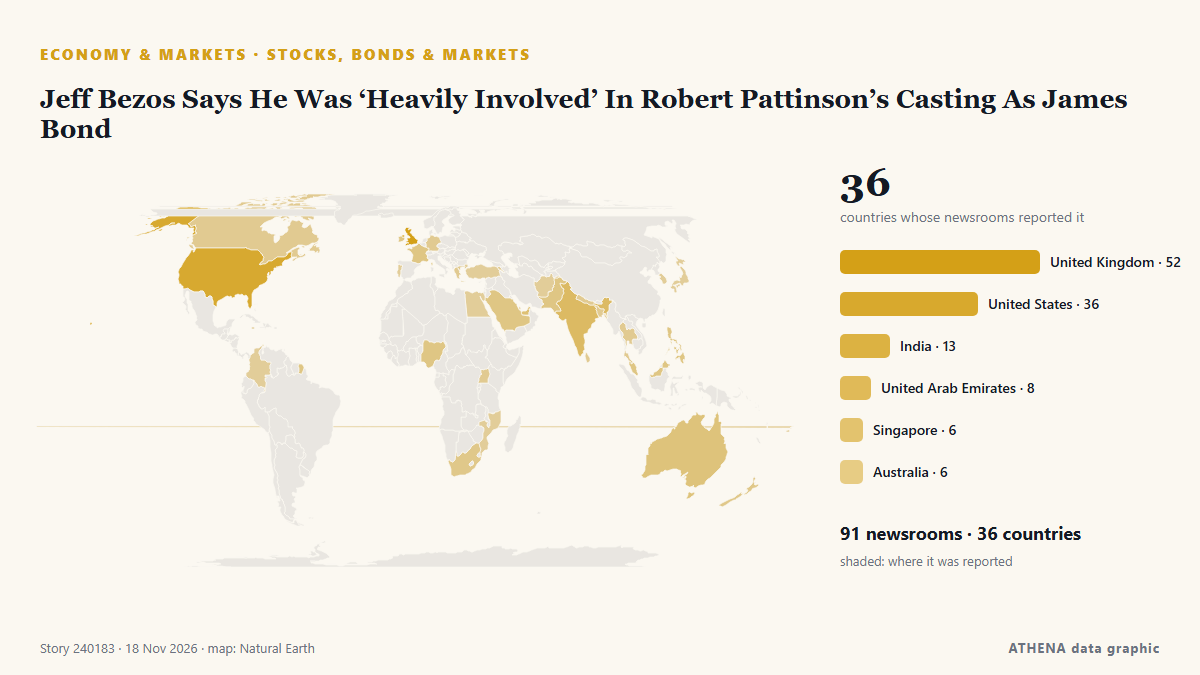 ECONOMY & MARKETS · STOCKS, BONDS & MARKETS
Jeff Bezos Says He Was ‘Heavily Involved’ In Robert Pattinson’s Casting As James
Bond
36
countries whose newsrooms reported it
United Kingdom · 52
United States · 36
India · 13
United Arab Emirates · 8
Singapore · 6
Australia · 6
91 newsrooms · 36 countries
shaded: where it was reported
Story 240183 · 18 Nov 2026 · map: Natural Earth
ATHENA data graphic